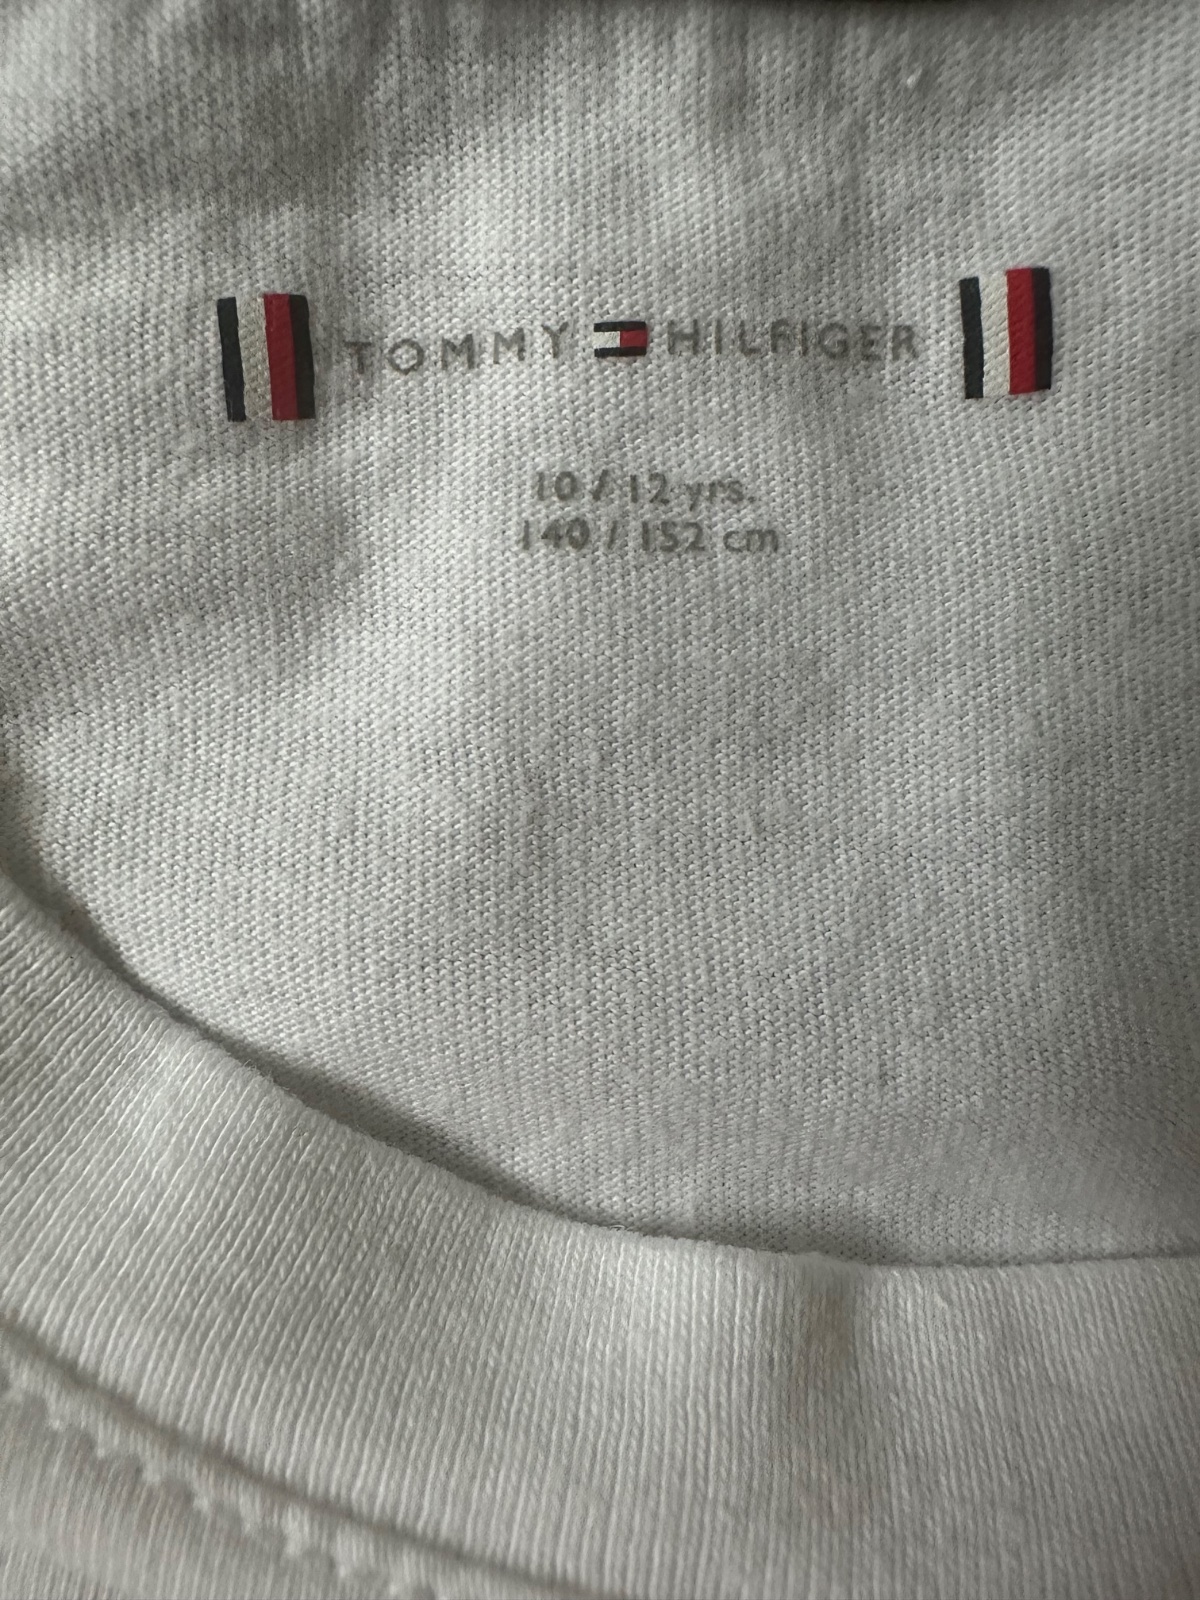 TOMMY HILFIGER
10 / 12 yrs.
140 / 152 cm